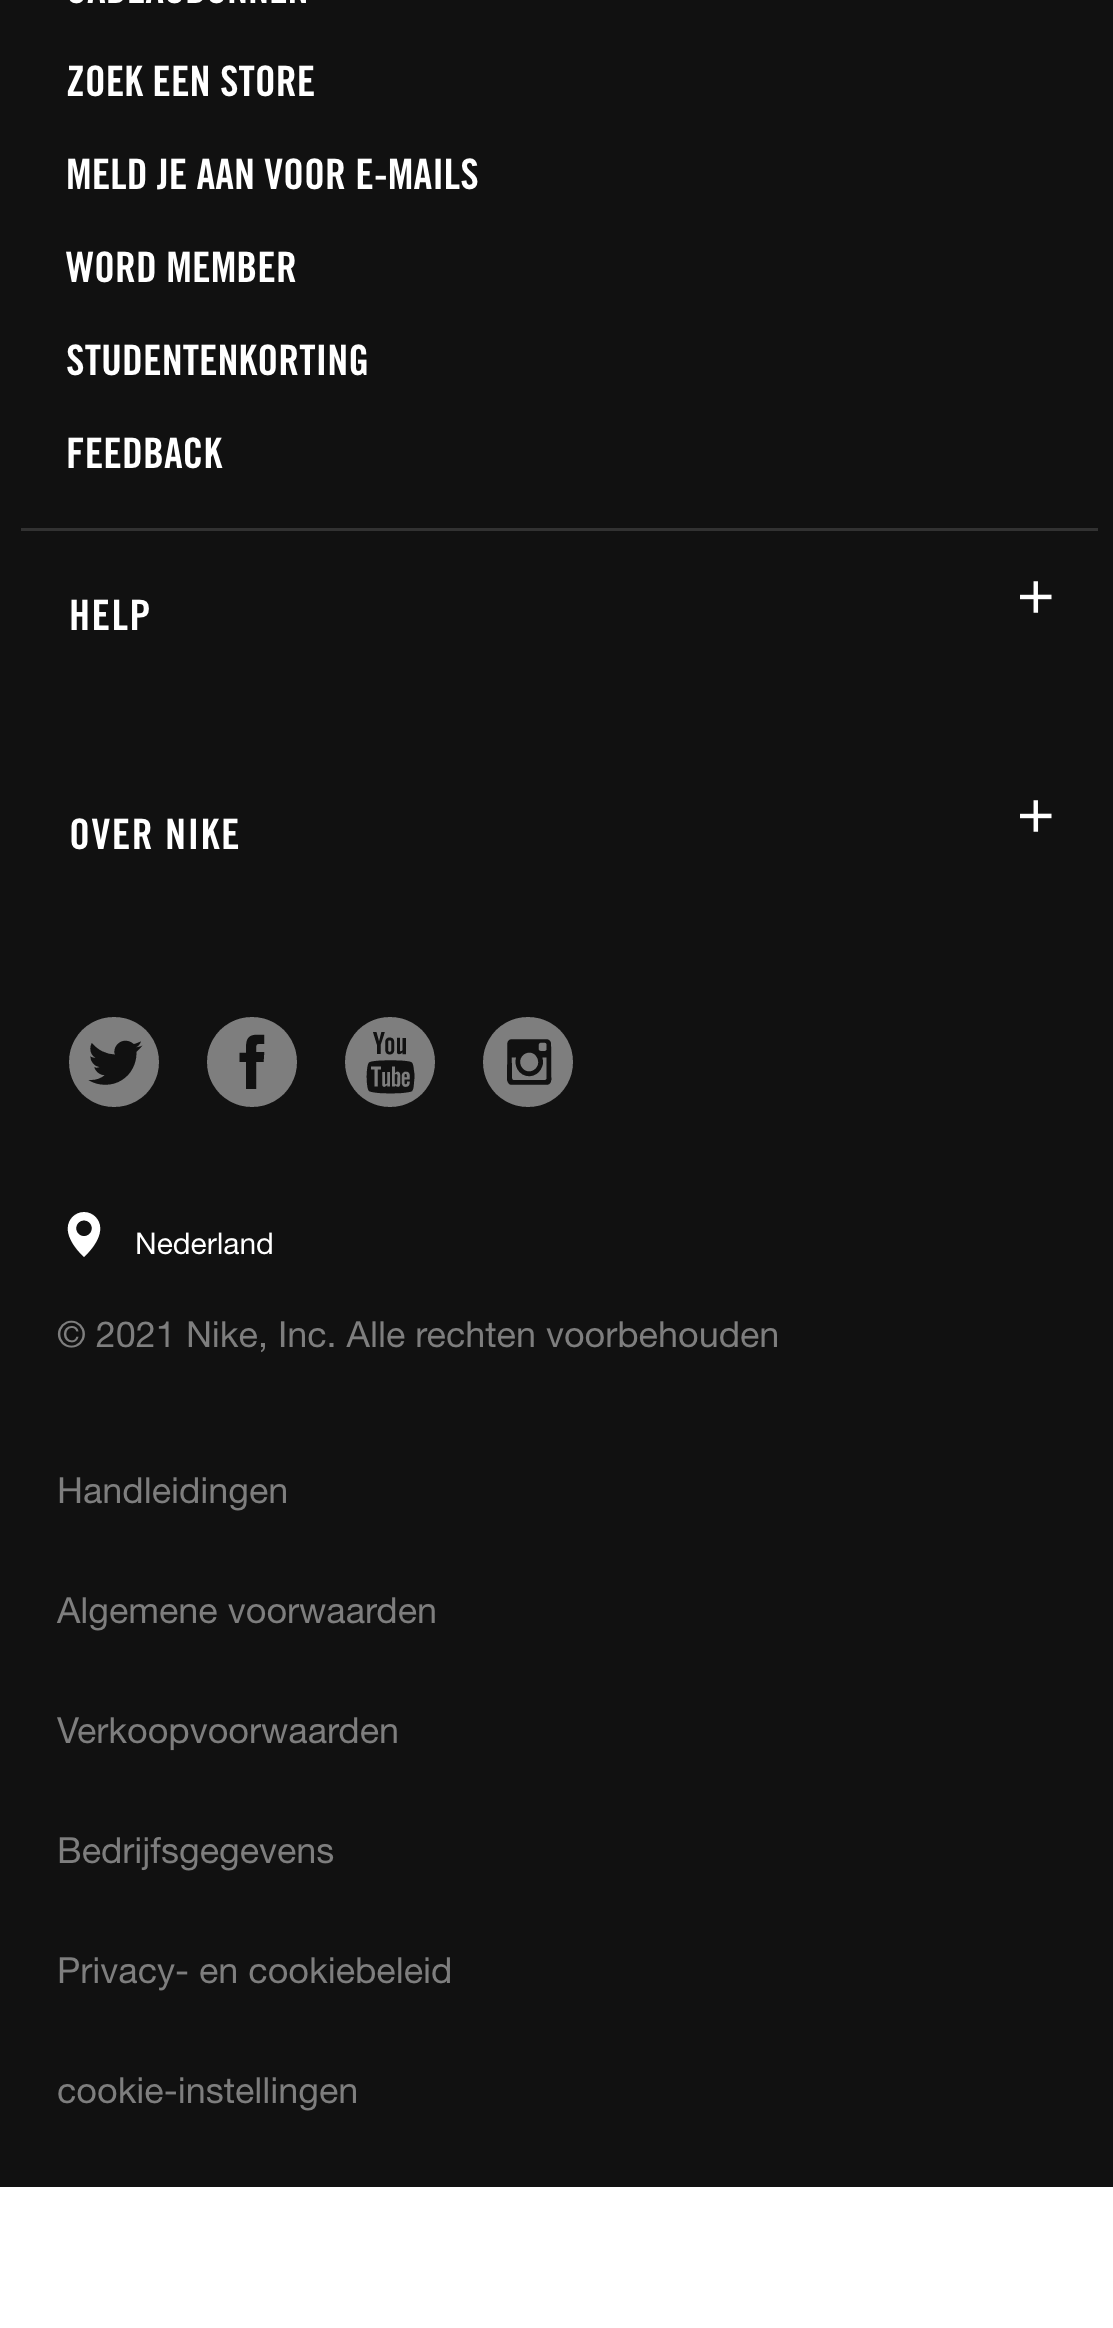 CADEAUBONNEN
ZOEK EEN STORE
MELD JE AAN VOOR E-MAILS
WORD MEMBER
STUDENTENKORTING
FEEDBACK
HELP
OVER NIKE
You
Tube
Nederland
© 2021 Nike, Inc. Alle rechten voorbehouden
Handleidingen
Algemene voorwaarden
Verkoopvoorwaarden
Bedrijfsgegevens
Privacy- en cookiebeleid
cookie-instellingen